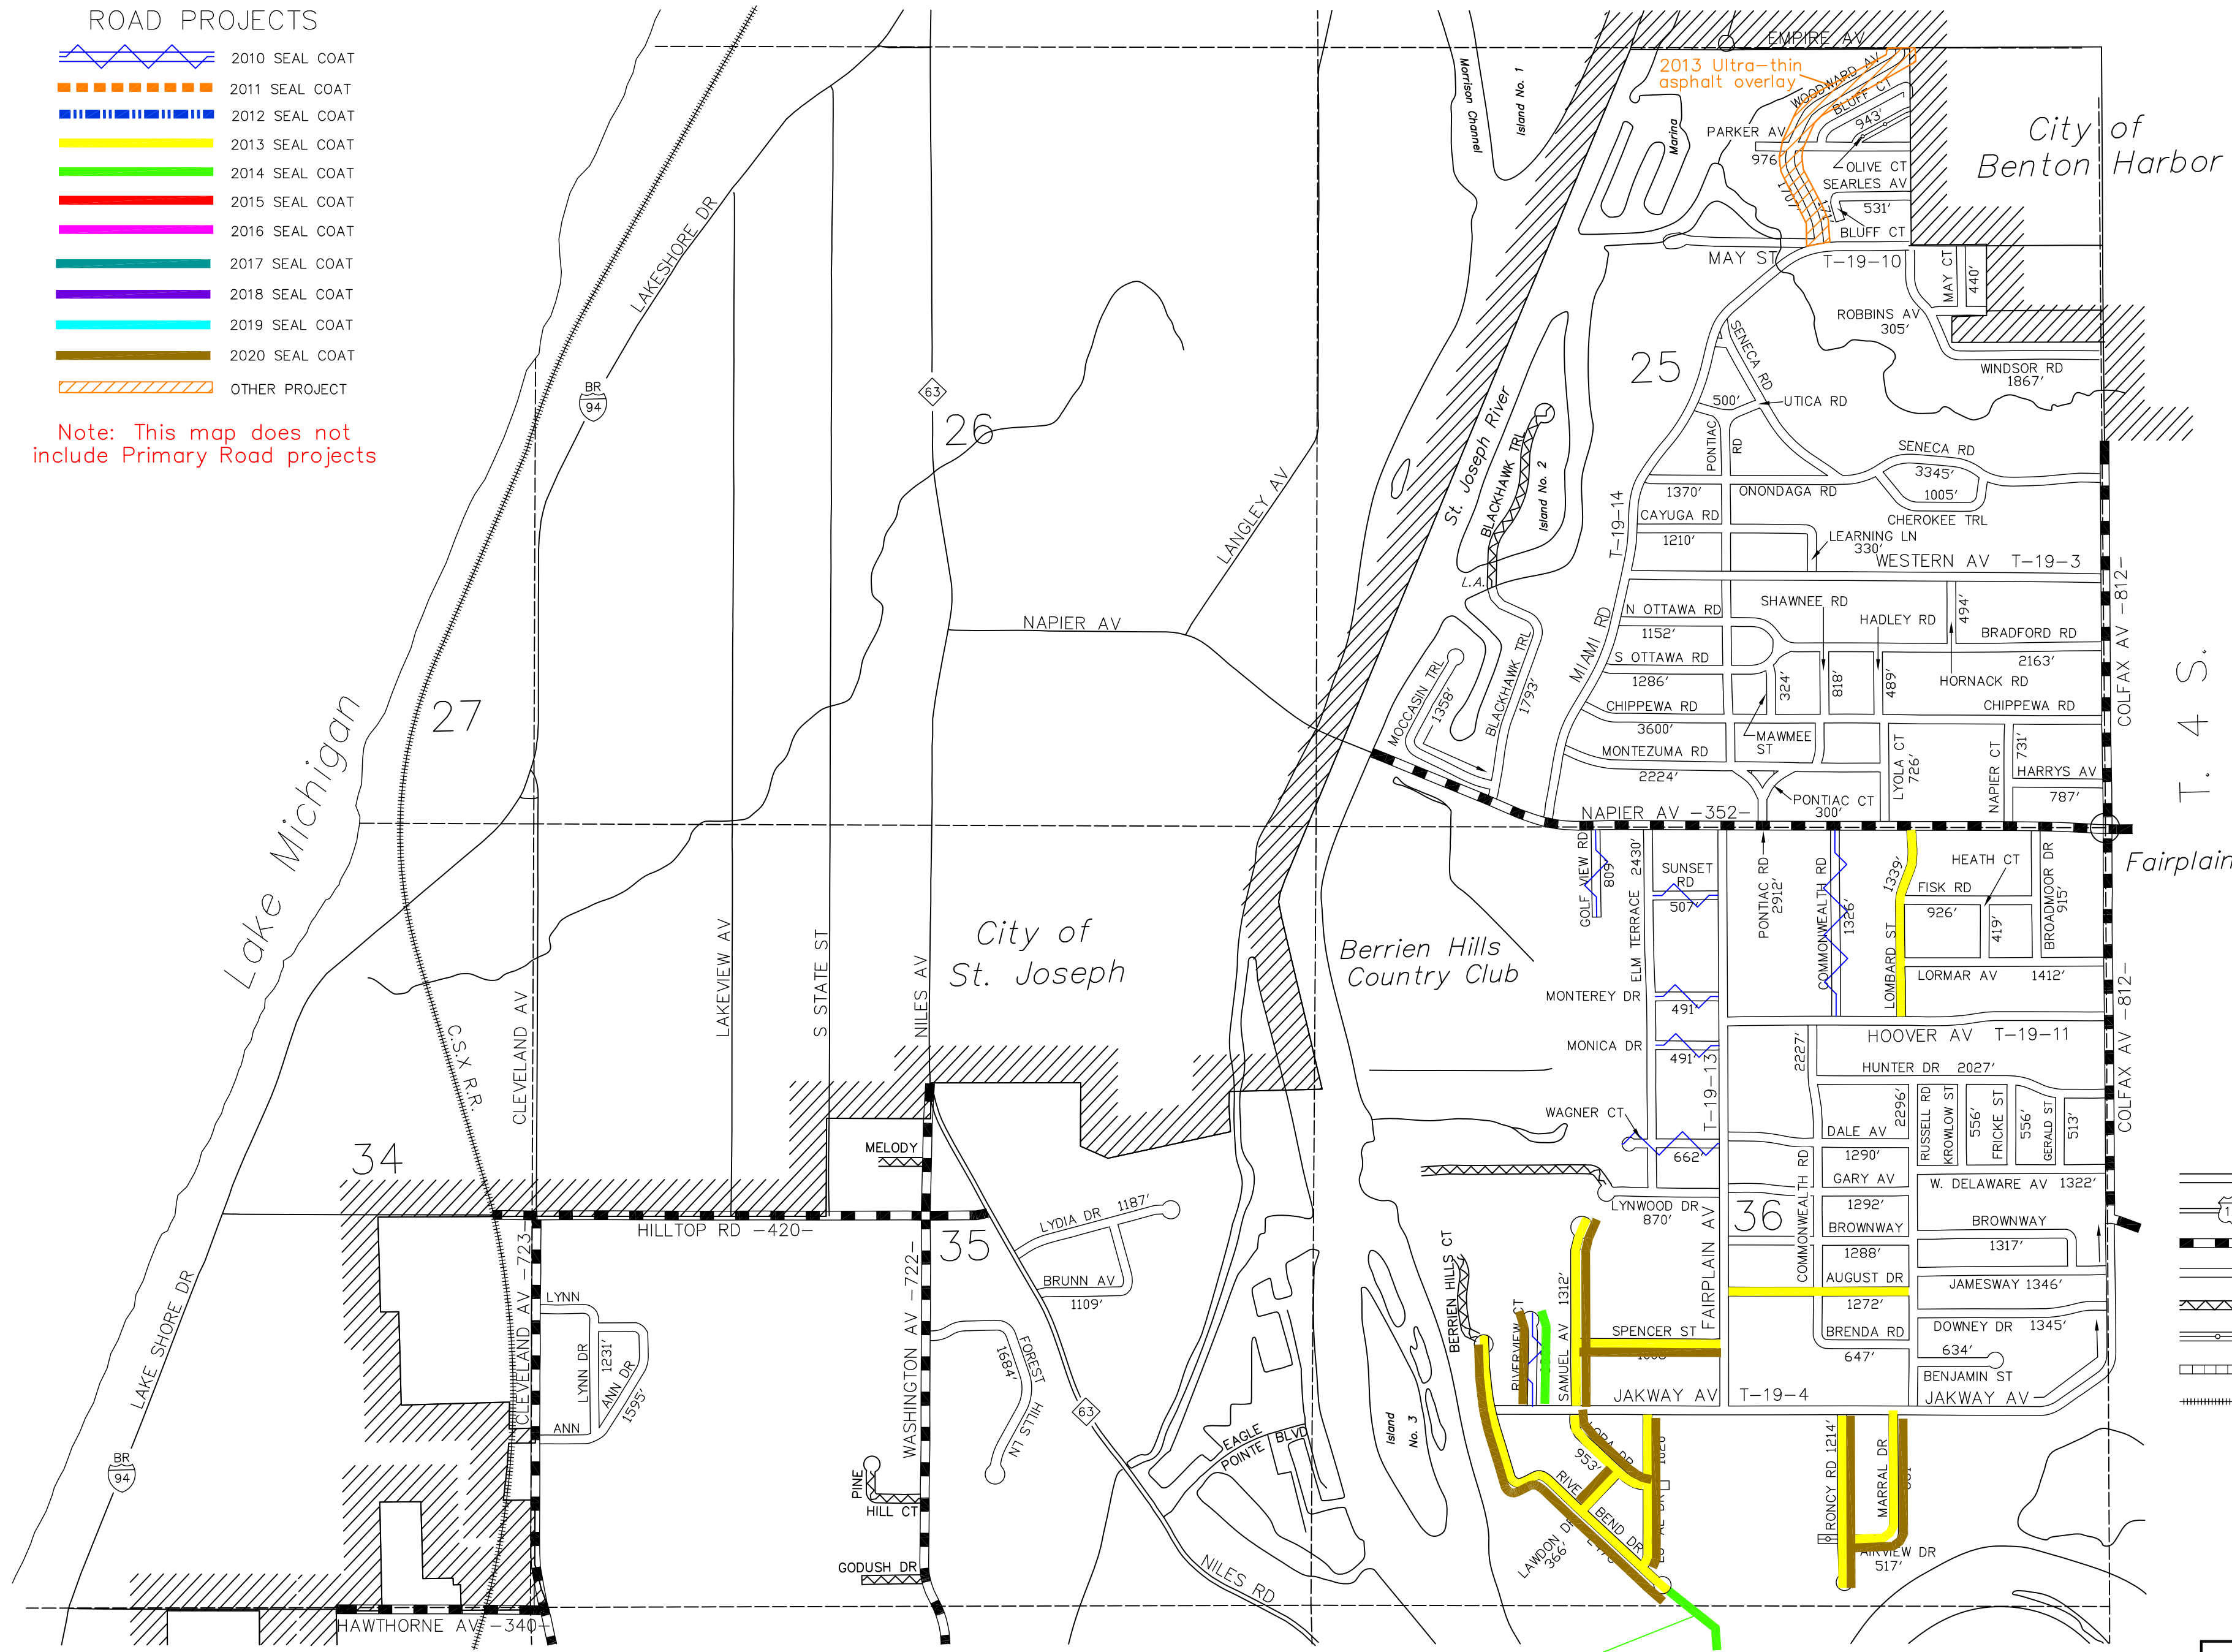 ROAD PROJECTS
2010 SEAL COAT
2011 SEAL COAT
2012 SEAL COAT
2013 SEAL COAT
2014 SEAL COAT
2015 SEAL COAT
2016 SEAL COAT
2017 SEAL COAT
2018 SEAL COAT
2019 SEAL COAT
2020 SEAL COAT
OTHER PROJECT
Note: This map does not
include Primary Road projects
EMPIRE AV
2013 Ultra-thin
asphalt overlay
WOODWARD AV
BLUFF CT
943'
PARKER AV
976'
OLIVE CT
SEARLES AV
531'
1707'
171'
BLUFF CT
MAY ST
T-19-10
City of
Benton Harbor
MAY CT
440'
ROBBINS AV
305'
WINDSOR RD
1867'
Morrison Channel
Island No. 1
Marina
LAKESHORE DR
BR
94
63
26
25
27
SENECA RD
500'
UTICA RD
PONTIAC
RD
SENECA RD
3345'
1005'
1370'
ONONDAGA RD
CHEROKEE TRL
CAYUGA RD
1210'
LEARNING LN
330'
WESTERN AV T-19-3
T-19-14
MIAMI RD
St. Joseph River
BLACKHAWK TRL
Island No. 2
L.A.
LANGLEY AV
NAPIER AV
N OTTAWA RD
1152'
SHAWNEE RD
HADLEY RD
494'
BRADFORD RD
2163'
S OTTAWA RD
1286'
324'
818'
489'
HORNACK RD
CHIPPEWA RD
3600'
CHIPPEWA RD
MAWMEE
ST
MONTEZUMA RD
2224'
LYOLA CT
726'
NAPIER CT
731'
HARRYS AV
787'
PONTIAC CT
300'
MOCCASIN TRL
1358'
BLACKHAWK TRL
1793'
NAPIER AV -352-
COLFAX AV -812-
T. 4 S.
Fairplain
Lake Michigan
GOLF VIEW RD
809'
ELM TERRACE 2430'
SUNSET
RD
507'
PONTIAC RD
2912'
COMMONWEALTH RD
1326'
1339'
LOMBARD ST
HEATH CT
FISK RD
926'
419'
BROADMOOR DR
915'
LORMAR AV
1412'
City of
St. Joseph
Berrien Hills
Country Club
MONTEREY DR
491'
MONICA DR
491'
HOOVER AV T-19-11
2227'
HUNTER DR 2027'
T-19-13
COLFAX AV -812-
CLEVELAND AV
LAKEVIEW AV
S STATE ST
NILES AV
C.S.X R.R.
WAGNER CT
662'
DALE AV
1290'
2296'
RUSSELL RD
KROWLOW ST
556'
FRICKE ST
556'
GERALD ST
513'
GARY AV
1292'
W. DELAWARE AV 1322'
34
MELODY
LYNWOOD DR
870'
36
COMMONWEALTH RD
BROWNWAY
1288'
BROWNWAY
1317'
HILLTOP RD -420-
35
LYDIA DR 1187'
BRUNN AV
1109'
FAIRPLAIN AV
AUGUST DR
1272'
JAMESWAY 1346'
LAKE SHORE DR
BR
94
CLEVELAND AV -723-
LYNN
LYNN DR
1231'
ANN DR
1595'
ANN
WASHINGTON AV -722-
FOREST
HILLS LN
1684'
BERRIEN HILLS CT
RIVERVIEW CT
SAMUEL AV 1312'
SPENCER ST
BRENDA RD
647'
DOWNEY DR 1345'
634'
BENJAMIN ST
JAKWAY AV T-19-4
JAKWAY AV
63
EAGLE
POINTE
BLVD
Island
No. 3
PINE
HILL CT
GODUSH DR
NILES RD
953'
RIVER
BEND DR
LAWDON DR
366'
RONCY RD 1214'
MARRAL DR
517'
HAWTHORNE AV -340-